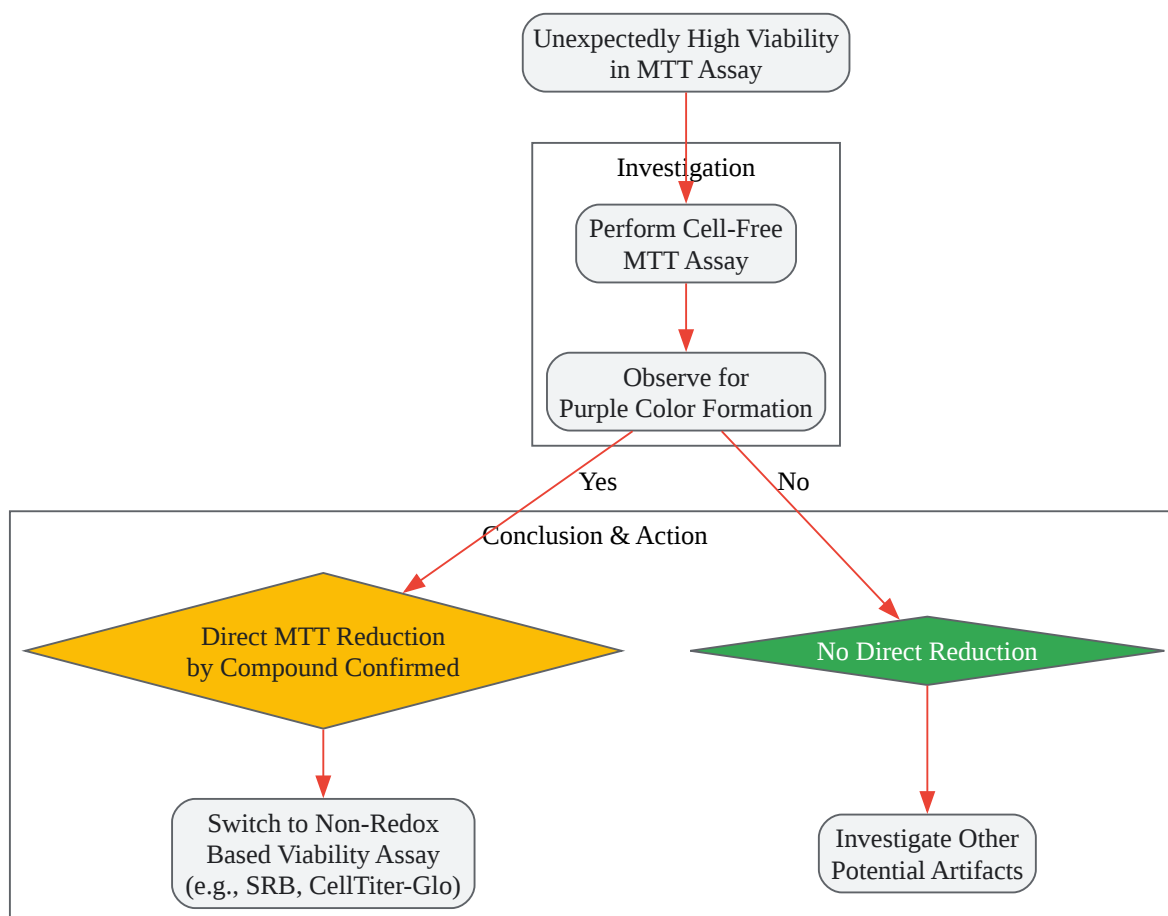 Unexpectedly High Viability
in MTT Assay
Investigation
Perform Cell-Free
MTT Assay
Observe for
Purple Color Formation
Yes
No
Conclusion & Action
Direct MTT Reduction
by Compound Confirmed
No Direct Reduction
Switch to Non-Redox
Based Viability Assay
(e.g., SRB, CellTiter-Glo)
Investigate Other
Potential Artifacts